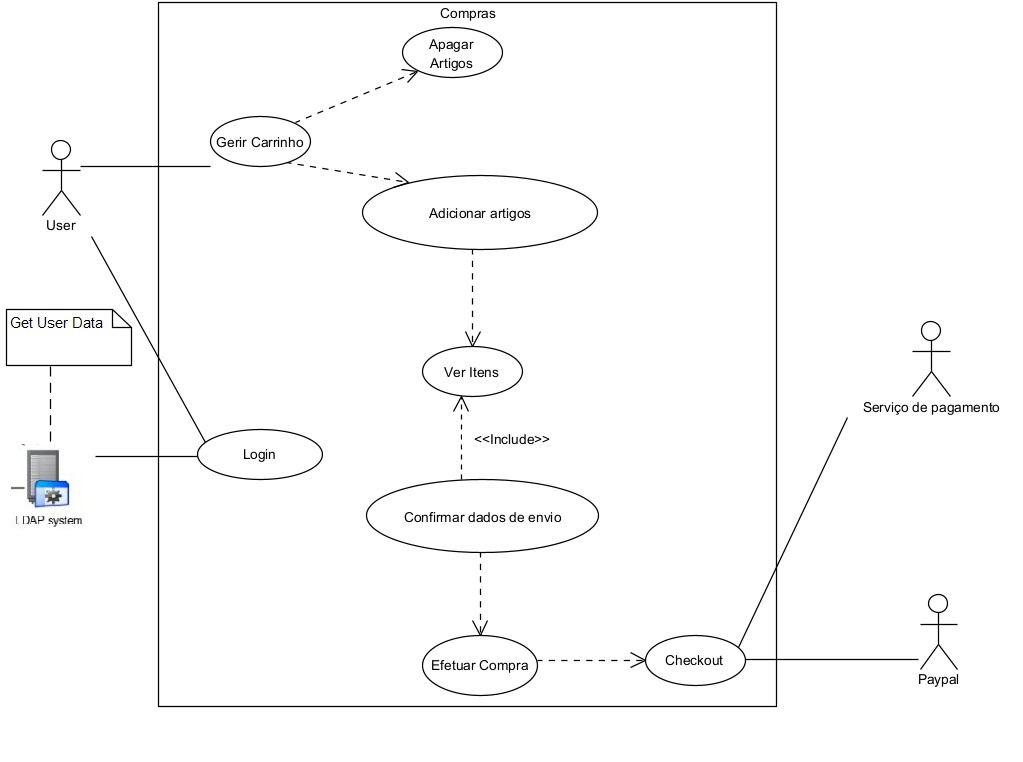 Compras
Apagar
Artigos
Gerir Carrinho
User
Adicionar artigos
Get User Data
Ver Itens
Serviço de pagamento
<<Include>>
Login
LDAP system
Confirmar dados de envio
Efetuar Compra
Checkout
Paypal